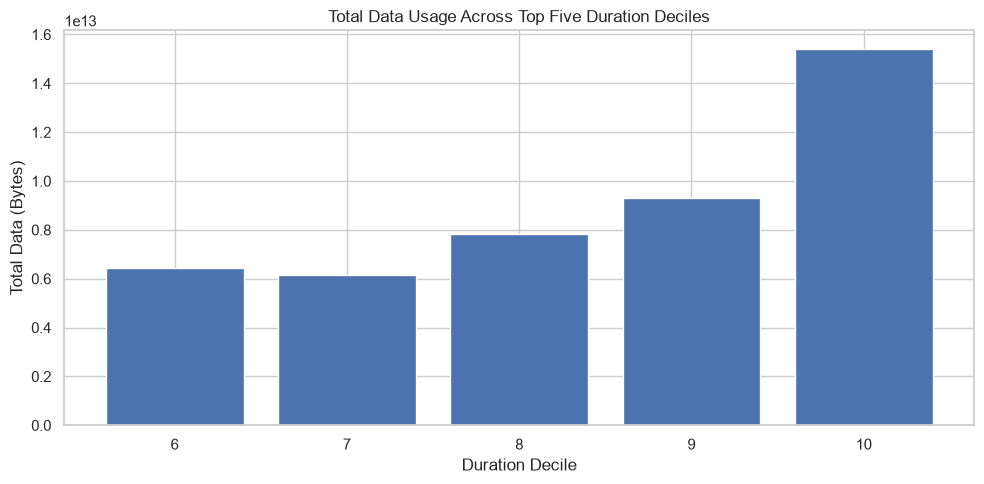 Total Data Usage Across Top Five Duration Deciles
1e13
1.6
1.4
1.2
1.0
0.8
0.6
0.4
0.2
0.0
Total Data (Bytes)
6 7 8 9 10
Duration Decile